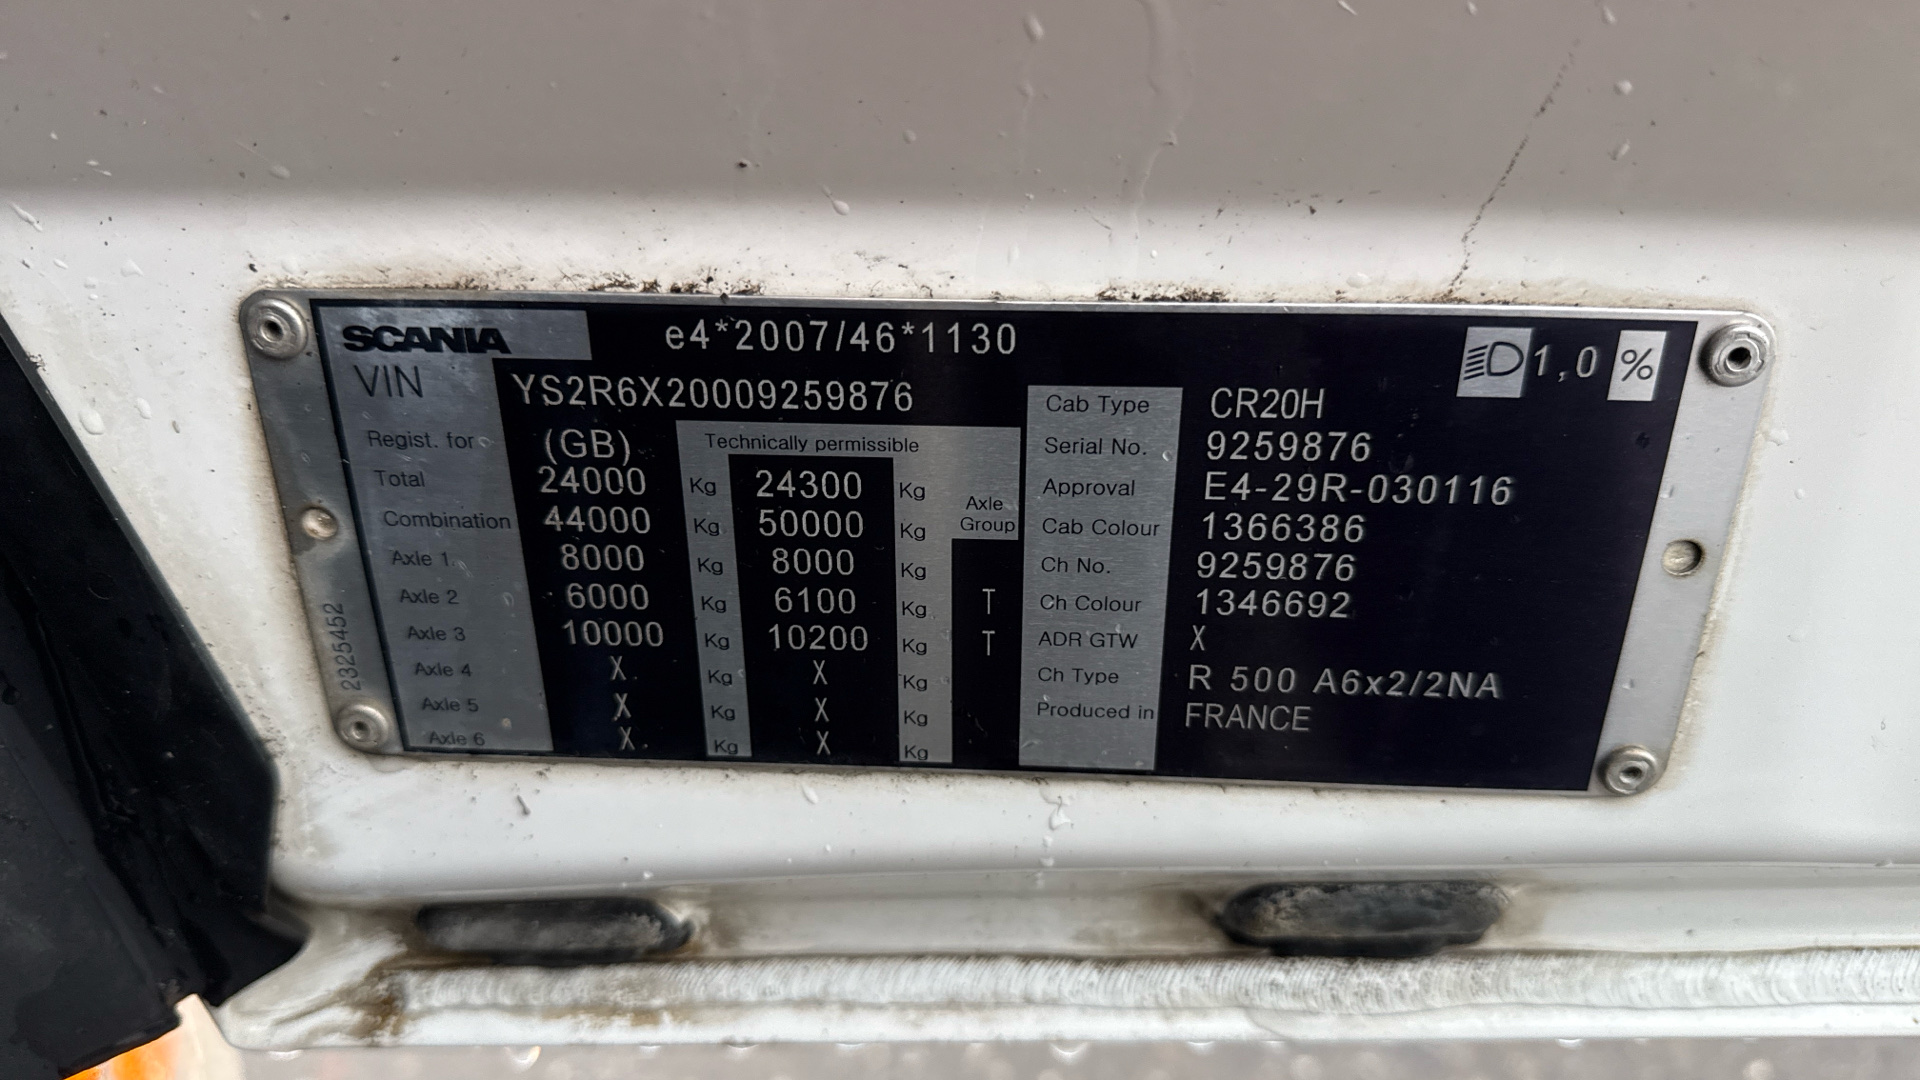 SCANIA e4*2007/46*1130 1,0 %
VIN YS2R6X20009259876
Regist. for (GB) Technically permissible
Total 24000 Kg 24300 Kg
Combination 44000 Kg 50000 Kg Axle Group
Axle 1 8000 Kg 8000 Kg
Axle 2 6000 Kg 6100 Kg T
Axle 3 10000 Kg 10200 Kg T
Axle 4 X Kg X Kg
Axle 5 X Kg X Kg
Axle 6 X Kg X Kg
Cab Type CR20H
Serial No. 9259876
Approval E4-29R-030116
Cab Colour 1366386
Ch No. 9259876
Ch Colour 1346692
ADR GTW X
Ch Type R 500 A6x2/2NA
Produced in FRANCE
2325452